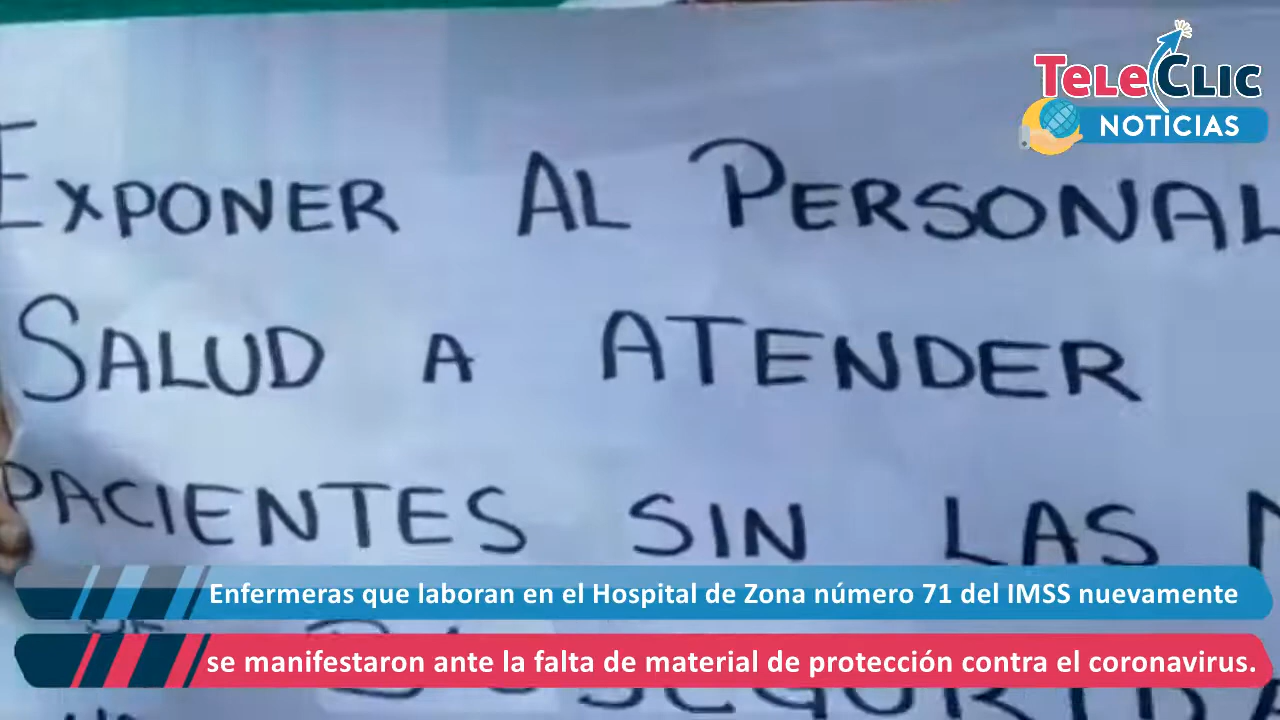 TELECLIC
NOTICIAS
EXPONER AL PERSONAL
SALUD A ATENDER
PACIENTES SIN LAS
Enfermeras que laboran en el Hospital de Zona número 71 del IMSS nuevamente
se manifestaron ante la falta de material de protección contra el coronavirus.